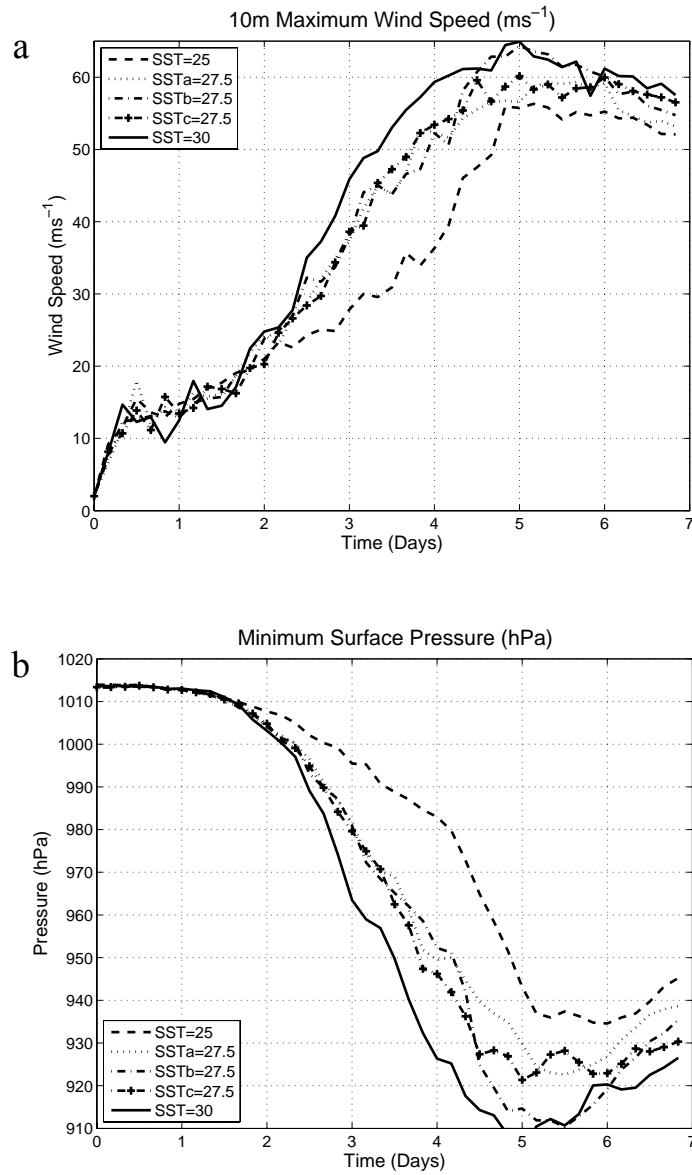 a
10m Maximum Wind Speed (ms−1)
SST=25
SSTa=27.5
SSTb=27.5
SSTc=27.5
SST=30
Wind Speed (ms−1)
60
50
40
30
20
10
0
0 1 2 3 4 5 6 7
Time (Days)
b
Minimum Surface Pressure (hPa)
1020
1010
1000
990
980
970
960
950
940
930
920
910
Pressure (hPa)
SST=25
SSTa=27.5
SSTb=27.5
SSTc=27.5
SST=30
0 1 2 3 4 5 6 7
Time (Days)